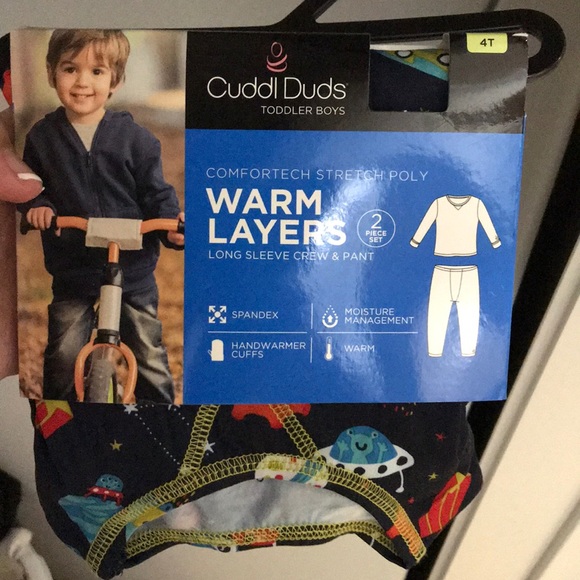 4T
Cuddl Duds
TODDLER BOYS
COMFORTECH STRETCH POLY
WARM
LAYERS
2
PIECE
SET
LONG SLEEVE CREW & PANT
SPANDEX
MOISTURE
MANAGEMENT
HANDWARMER
CUFFS
WARM